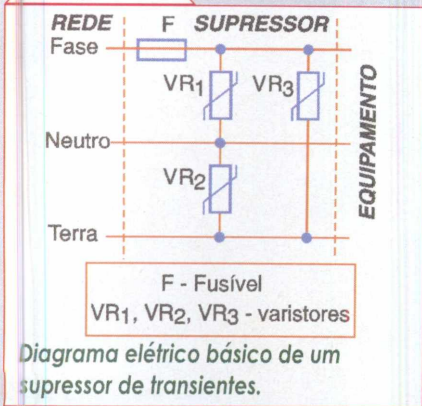 REDE F SUPRESSOR
Fase
VR1 VR3
Neutro
VR2
EQUIPAMENTO
Terra
F - Fusível
VR1, VR2, VR3 - varistores
Diagrama elétrico básico de um
supressor de transientes.